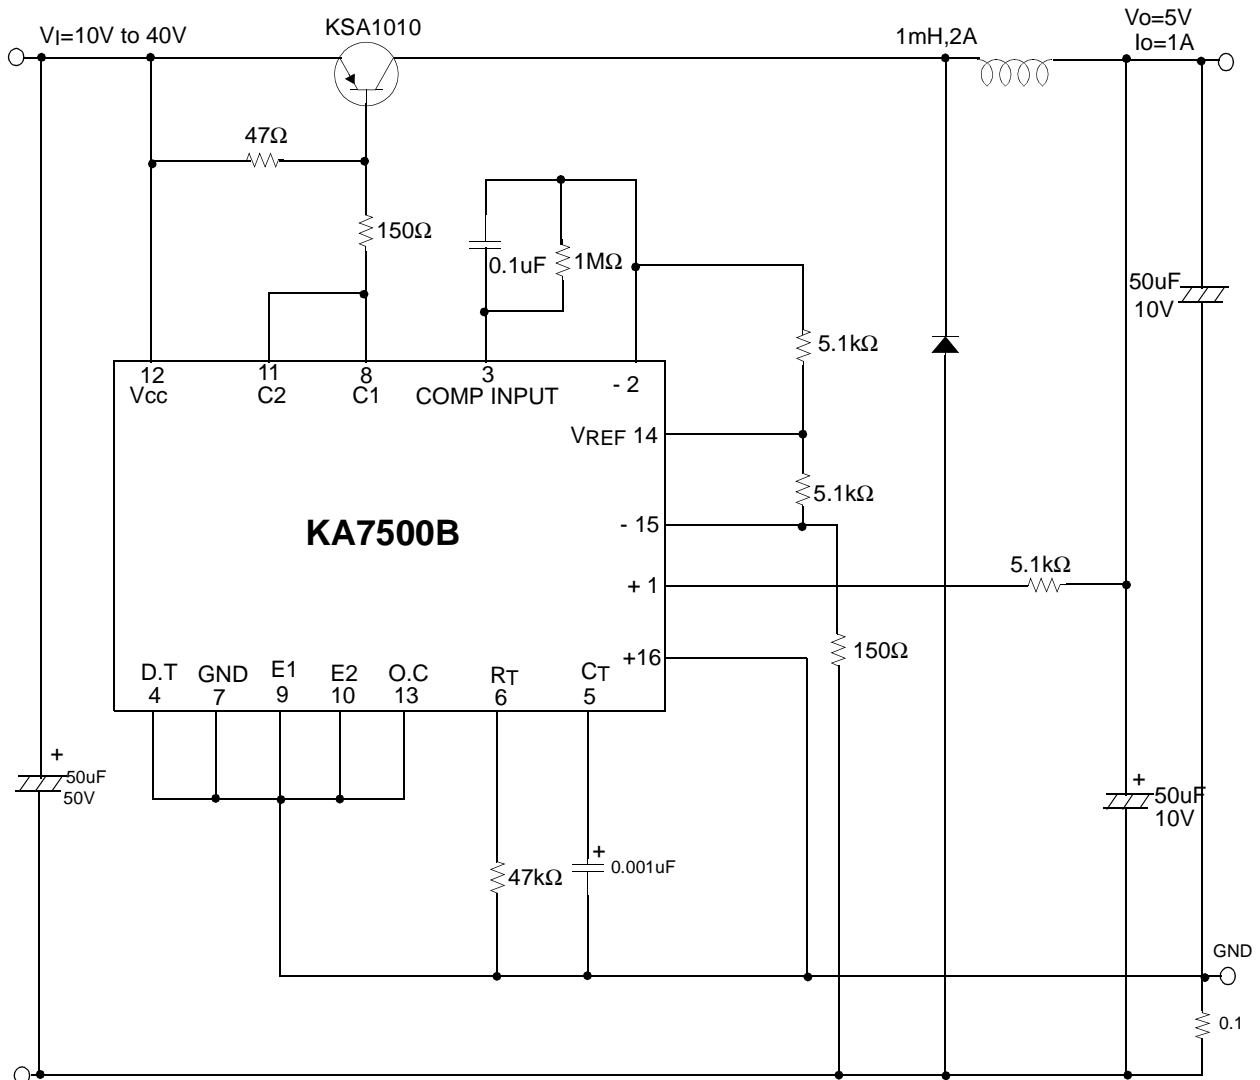 KSA1010
Vo=5V
VI=10V to 40V
1mH,2A
Io=1A
47Ω
150Ω
0.1uF
1MΩ
50uF
10V
5.1kΩ
12
Vcc
11
C2
8
C1
3
COMP INPUT
- 2
VREF 14
5.1kΩ
- 15
KA7500B
5.1kΩ
+ 1
150Ω
+16
D.T
4
GND
7
E1
9
E2
10
O.C
13
RT
6
CT
5
+
50uF
50V
+
50uF
10V
+
47kΩ
0.001uF
GND
0.1